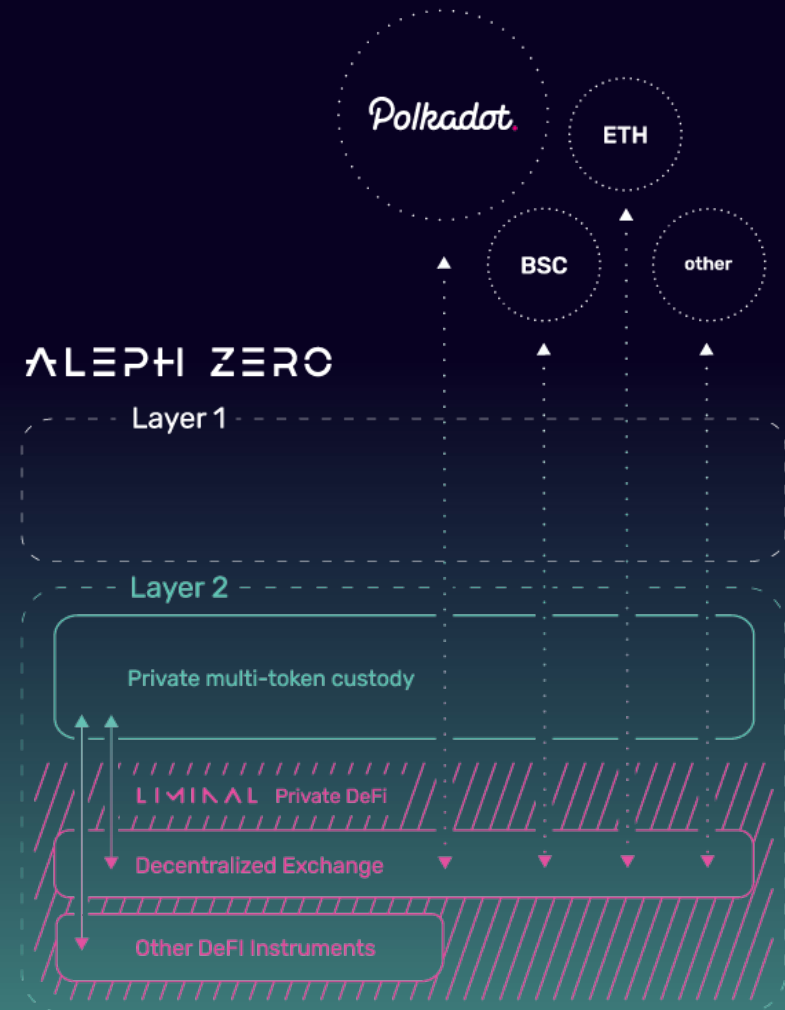 Polkadot.
ETH
BSC
other
ALEPH ZERO
Layer 1
Layer 2
Private multi-token custody
LIMINAL Private DeFi
Decentralized Exchange
Other DeFI Instruments